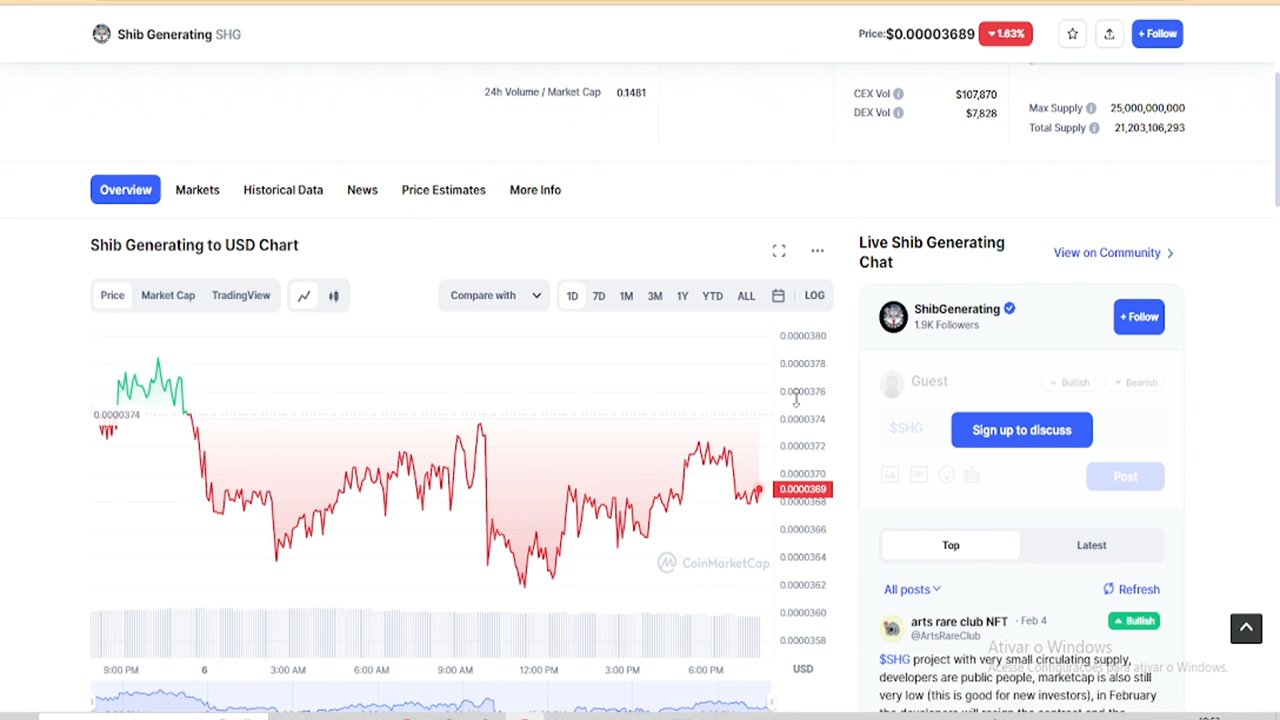 Shib Generating SHG
Price:$0.00003689 1.63% + Follow
24h Volume / Market Cap 0.1481
CEX Vol $107,870
DEX Vol $7,828
Max Supply 25,000,000,000
Total Supply 21,203,106,293
Overview Markets Historical Data News Price Estimates More Info
Shib Generating to USD Chart
Price Market Cap TradingView Compare with 1D 7D 1M 3M 1Y YTD ALL LOG
0.0000380
0.0000378
0.0000376
0.0000374
0.0000374
0.0000372
0.0000370
0.0000369
0.0000368
0.0000366
0.0000364
0.0000362
0.0000360
0.0000358
CoinMarketCap
9:00 PM 6 3:00 AM 6:00 AM 9:00 AM 12:00 PM 3:00 PM 6:00 PM USD
Live Shib Generating
Chat
View on Community
ShibGenerating
1.9K Followers
+ Follow
Guest Bullish Bearish
$SHG
Sign up to discuss
GIF
Post
Top Latest
All posts Refresh
arts rare club NFT · Feb 4 Bullish
@ArtsRareClub
$SHG project with very small circulating supply,
developers are public people, marketcap is also still
very low (this is good for new investors), in February
Ativar o Windows
Acesse Configurações para ativar o Windows.